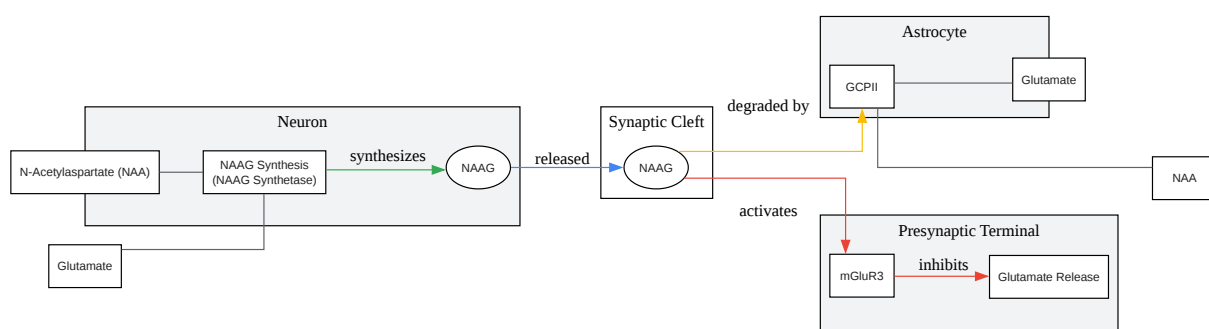 Neuron
N-Acetylaspartate (NAA)
NAAG Synthesis
(NAAG Synthetase)
synthesizes
NAAG
Glutamate
released
Synaptic Cleft
NAAG
degraded by
activates
Astrocyte
GCPII
Glutamate
NAA
Presynaptic Terminal
mGluR3
inhibits
Glutamate Release